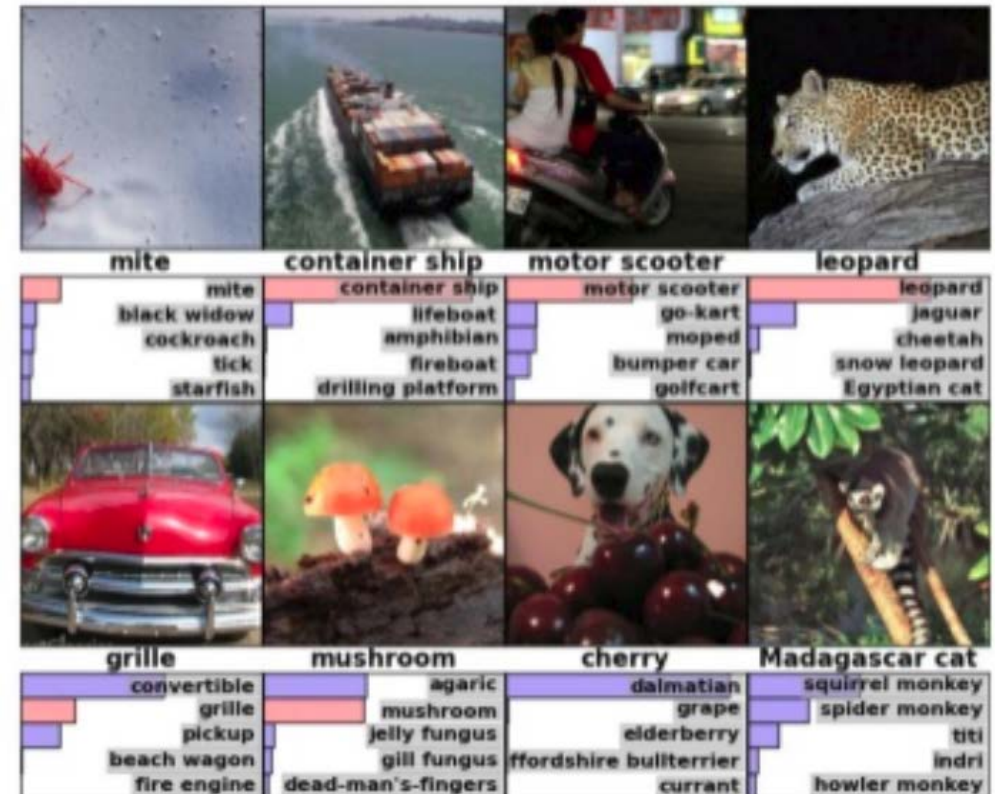 mite
container ship
motor scooter
leopard
mite
black widow
cockroach
tick
starfish
container ship
lifeboat
amphibian
fireboat
drilling platform
motor scooter
go-kart
moped
bumper car
golfcart
leopard
jaguar
cheetah
snow leopard
Egyptian cat
grille
mushroom
cherry
Madagascar cat
convertible
grille
pickup
beach wagon
fire engine
agaric
mushroom
jelly fungus
gill fungus
dead-man's-fingers
dalmatian
grape
elderberry
ffordshire bullterrier
currant
squirrel monkey
spider monkey
titi
indri
howler monkey